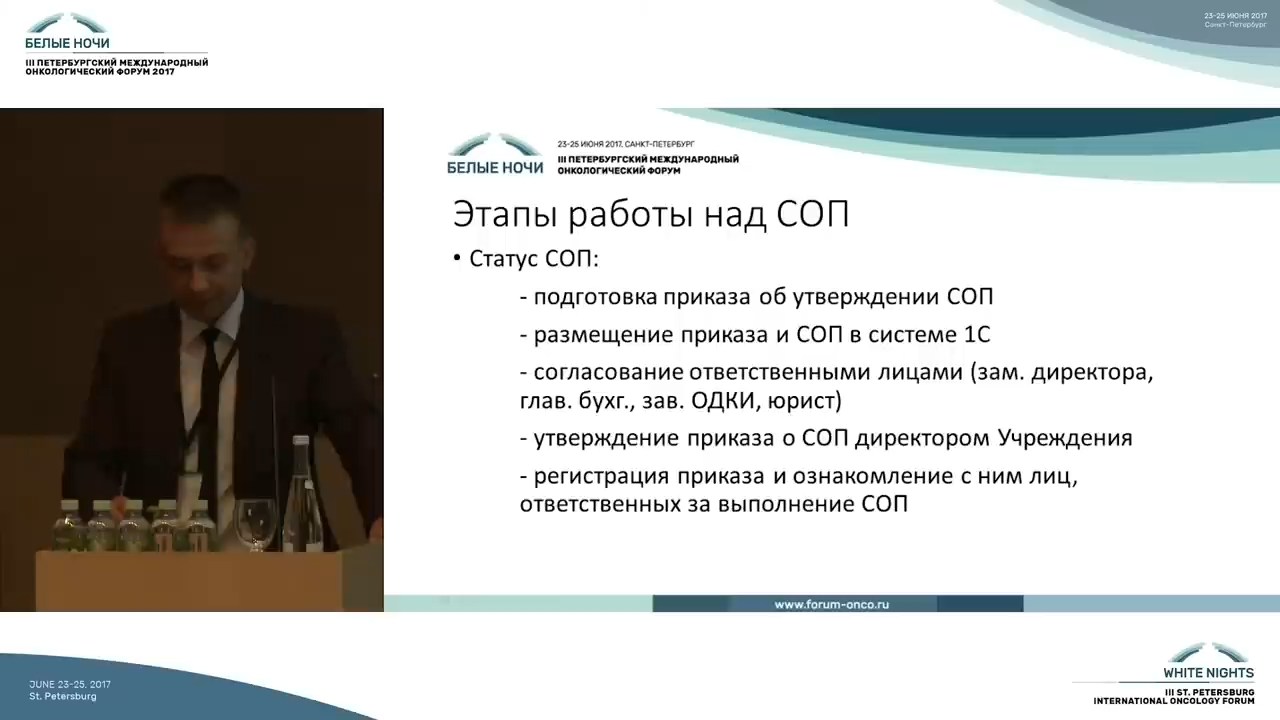 БЕЛЫЕ НОЧИ
III ПЕТЕРБУРГСКИЙ МЕЖДУНАРОДНЫЙ
ОНКОЛОГИЧЕСКИЙ ФОРУМ 2017
23-25 ИЮНЯ 2017
Санкт-Петербург
БЕЛЫЕ НОЧИ
23-25 ИЮНЯ 2017, САНКТ-ПЕТЕРБУРГ
III ПЕТЕРБУРГСКИЙ МЕЖДУНАРОДНЫЙ
ОНКОЛОГИЧЕСКИЙ ФОРУМ
Этапы работы над СОП
• Статус СОП:
- подготовка приказа об утверждении СОП
- размещение приказа и СОП в системе 1С
- согласование ответственными лицами (зам. директора,
глав. бухг., зав. ОДКИ, юрист)
- утверждение приказа о СОП директором Учреждения
- регистрация приказа и ознакомление с ним лиц,
ответственных за выполнение СОП
www.forum-onco.ru
JUNE 23-25, 2017
St. Petersburg
WHITE NIGHTS
III ST. PETERSBURG
INTERNATIONAL ONCOLOGY FORUM